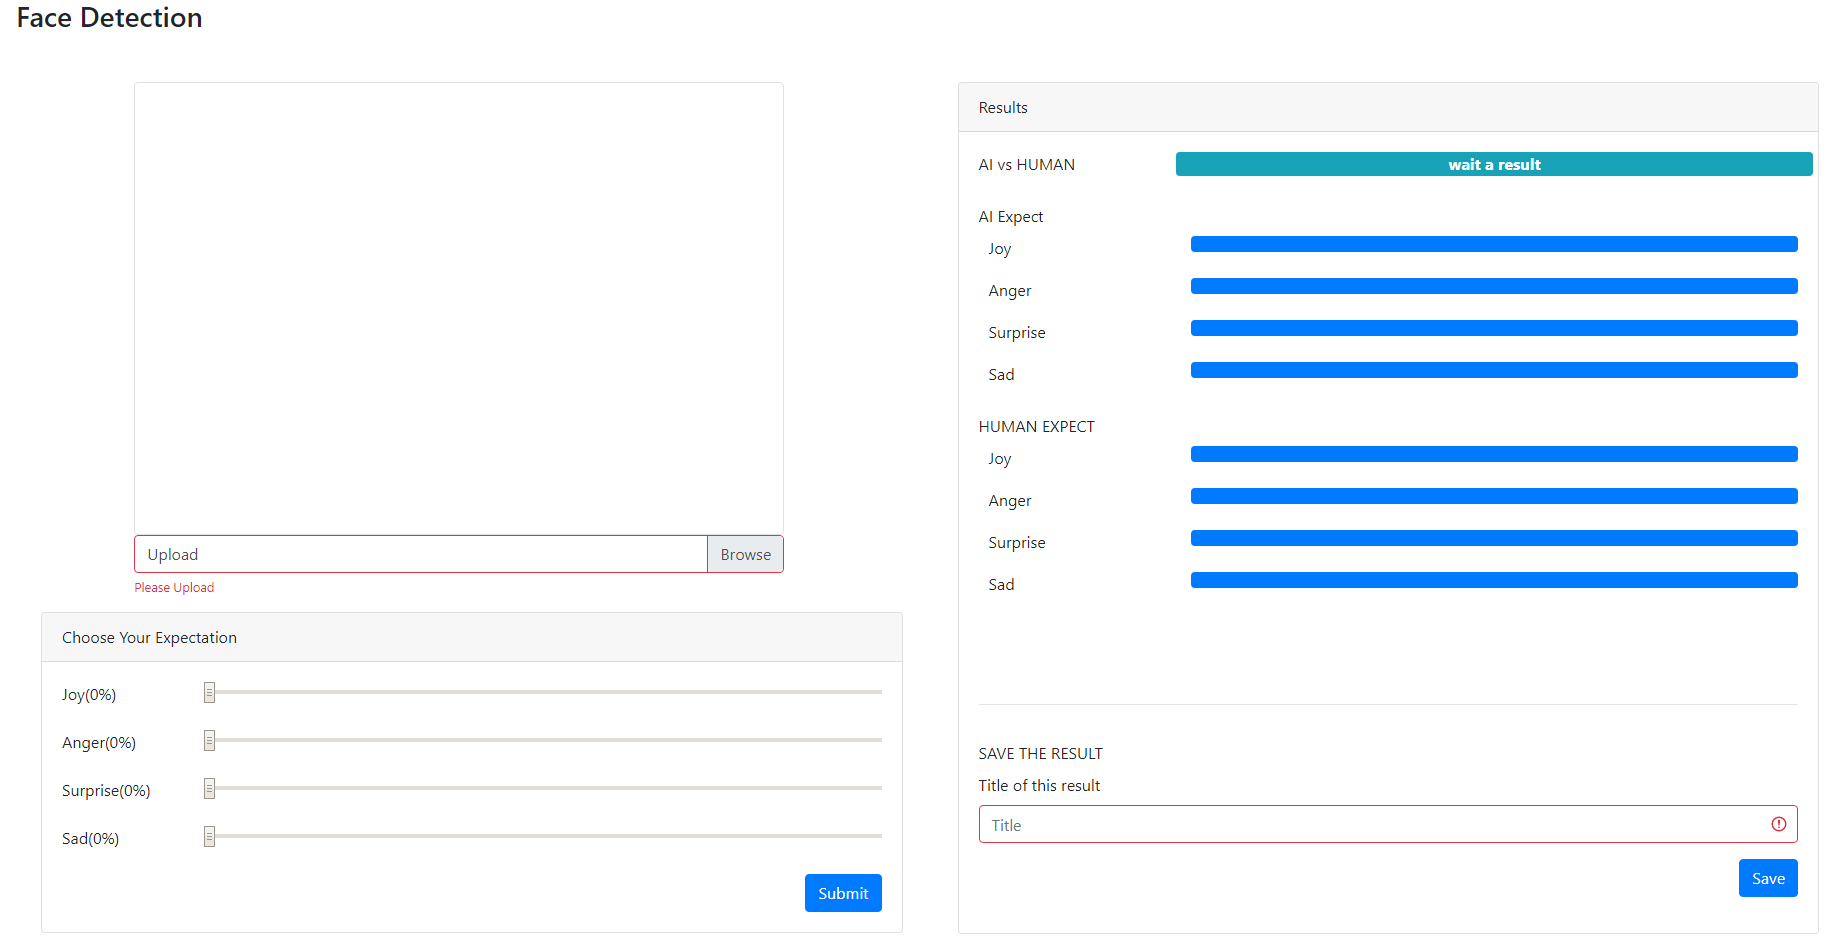 Face Detection
Upload
Browse
Please Upload
Choose Your Expectation
Joy(0%)
Anger(0%)
Surprise(0%)
Sad(0%)
Submit
Results
AI vs HUMAN
wait a result
AI Expect
Joy
Anger
Surprise
Sad
HUMAN EXPECT
Joy
Anger
Surprise
Sad
SAVE THE RESULT
Title of this result
Title
Save